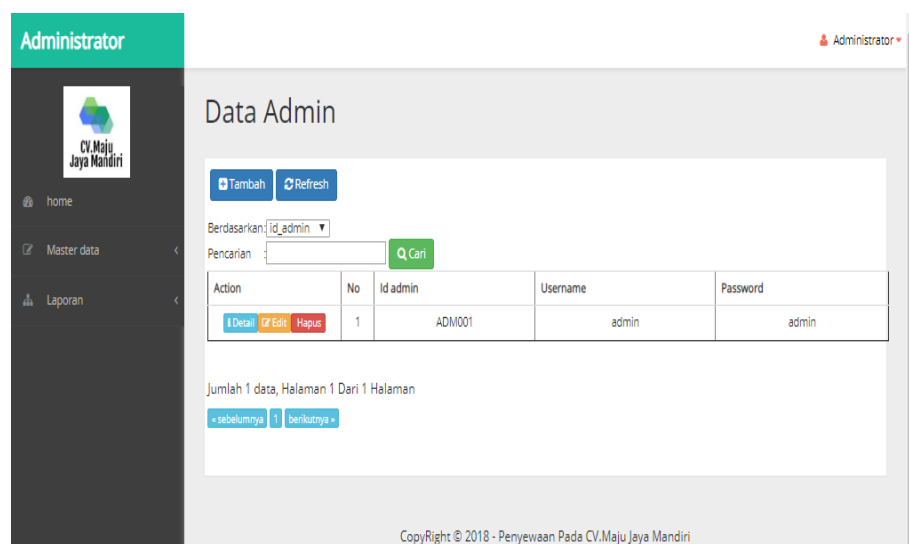 Administrator
Administrator
CV.Maju
Jaya Mandiri
home
Master data
Laporan
Data Admin
Tambah
Refresh
Berdasarkan: id_admin
Pencarian :
Cari
Action No Id admin Username Password
Detail Edit Hapus 1 ADM001 admin admin
Jumlah 1 data, Halaman 1 Dari 1 Halaman
« sebelumnya 1 berikutnya »
CopyRight © 2018 - Penyewaan Pada CV.Maju Jaya Mandiri